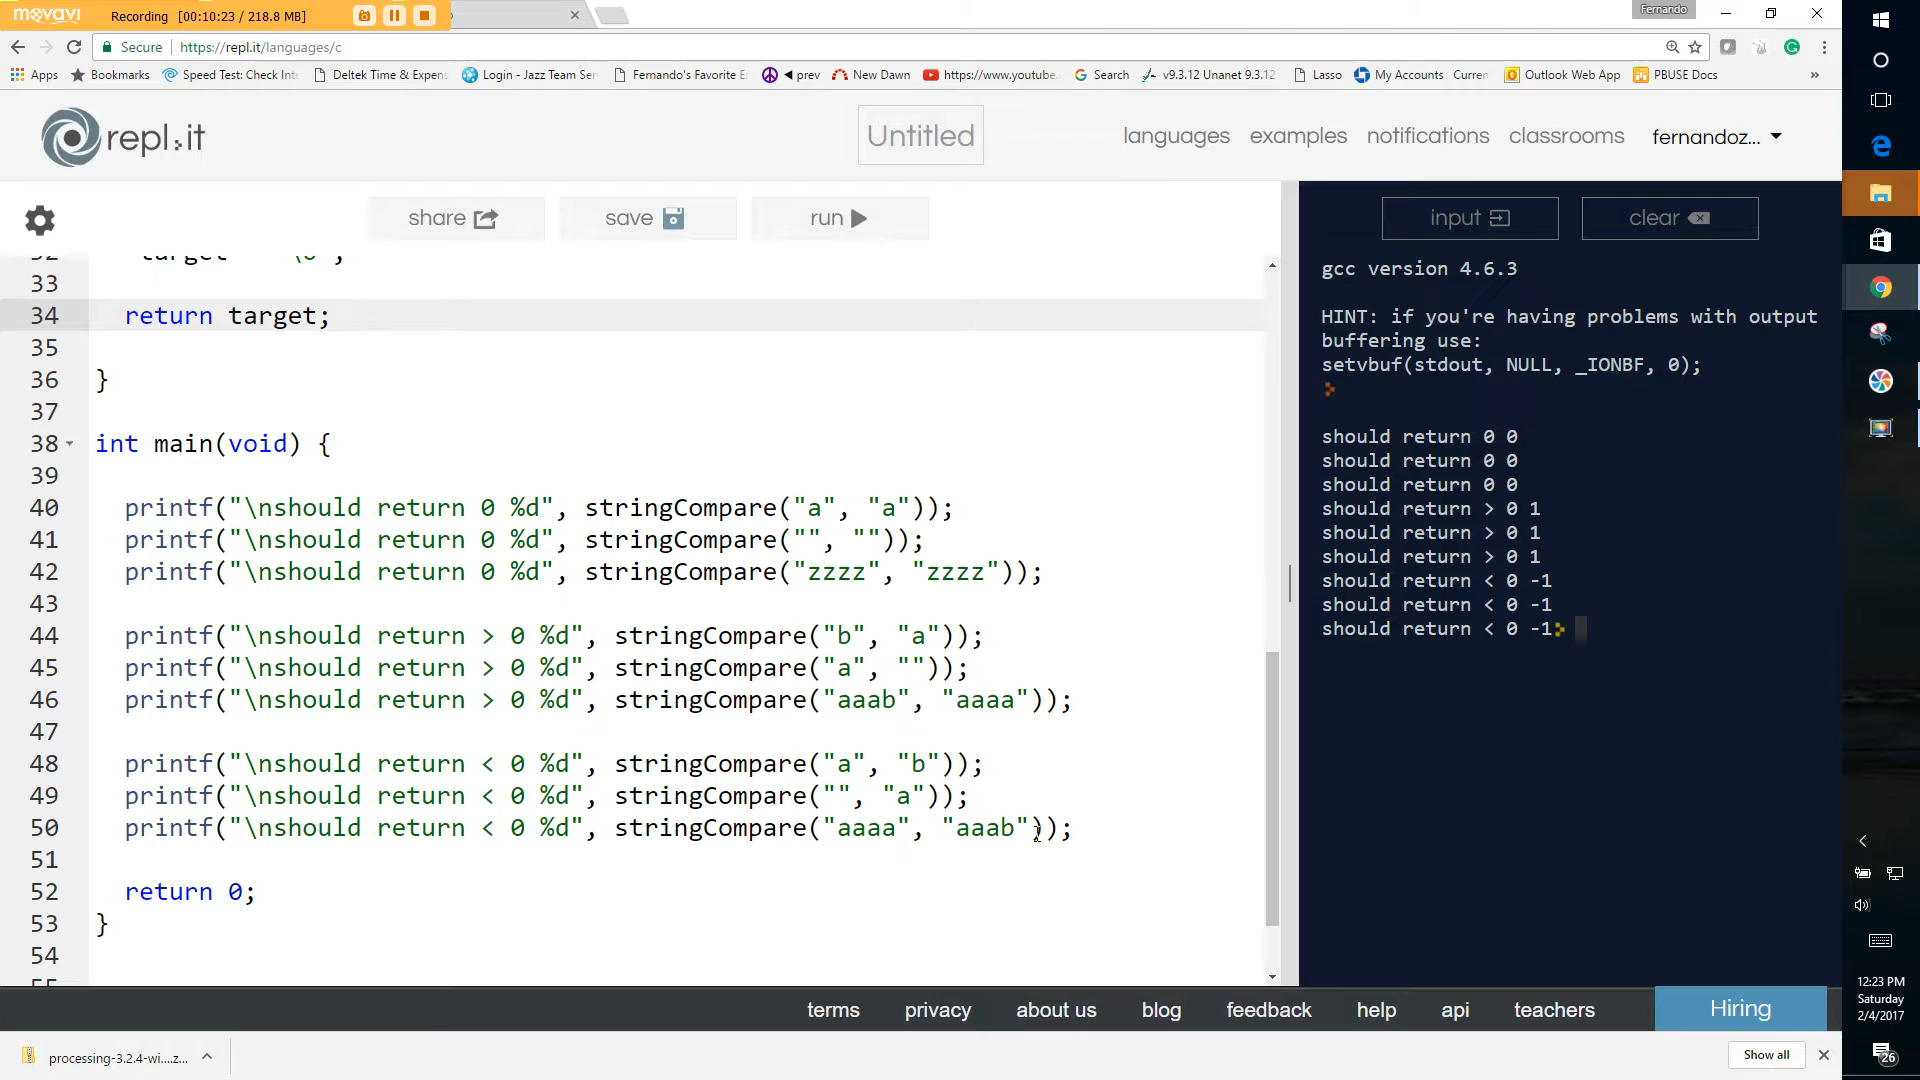 movavi Recording (00:10:23 / 218.8 MB)
Fernando
Secure https://repl.it/languages/c
Apps Bookmarks Speed Test: Check Inte Deltek Time & Expens Login - Jazz Team Ser Fernando's Favorite E prev New Dawn https://www.youtube. Search v9.3.12 Unanet 9.3.12 Lasso My Accounts Curren Outlook Web App PBUSE Docs »
repl.it
Untitled
languages examples notifications classrooms fernandoz...
share save run
input clear
33
34 return target;
35
36 }
37
38 int main(void) {
39
40 printf("\nshould return 0 %d", stringCompare("a", "a"));
41 printf("\nshould return 0 %d", stringCompare("", ""));
42 printf("\nshould return 0 %d", stringCompare("zzzz", "zzzz"));
43
44 printf("\nshould return > 0 %d", stringCompare("b", "a"));
45 printf("\nshould return > 0 %d", stringCompare("a", ""));
46 printf("\nshould return > 0 %d", stringCompare("aaab", "aaaa"));
47
48 printf("\nshould return < 0 %d", stringCompare("a", "b"));
49 printf("\nshould return < 0 %d", stringCompare("", "a"));
50 printf("\nshould return < 0 %d", stringCompare("aaaa", "aaab"));
51
52 return 0;
53 }
54
gcc version 4.6.3
HINT: if you're having problems with output
buffering use:
setvbuf(stdout, NULL, _IONBF, 0);
should return 0 0
should return 0 0
should return 0 0
should return > 0 1
should return > 0 1
should return > 0 1
should return < 0 -1
should return < 0 -1
should return < 0 -1
terms privacy about us blog feedback help api teachers Hiring
processing-3.2.4-wi....z...
Show all
12:23 PM
Saturday
2/4/2017
26